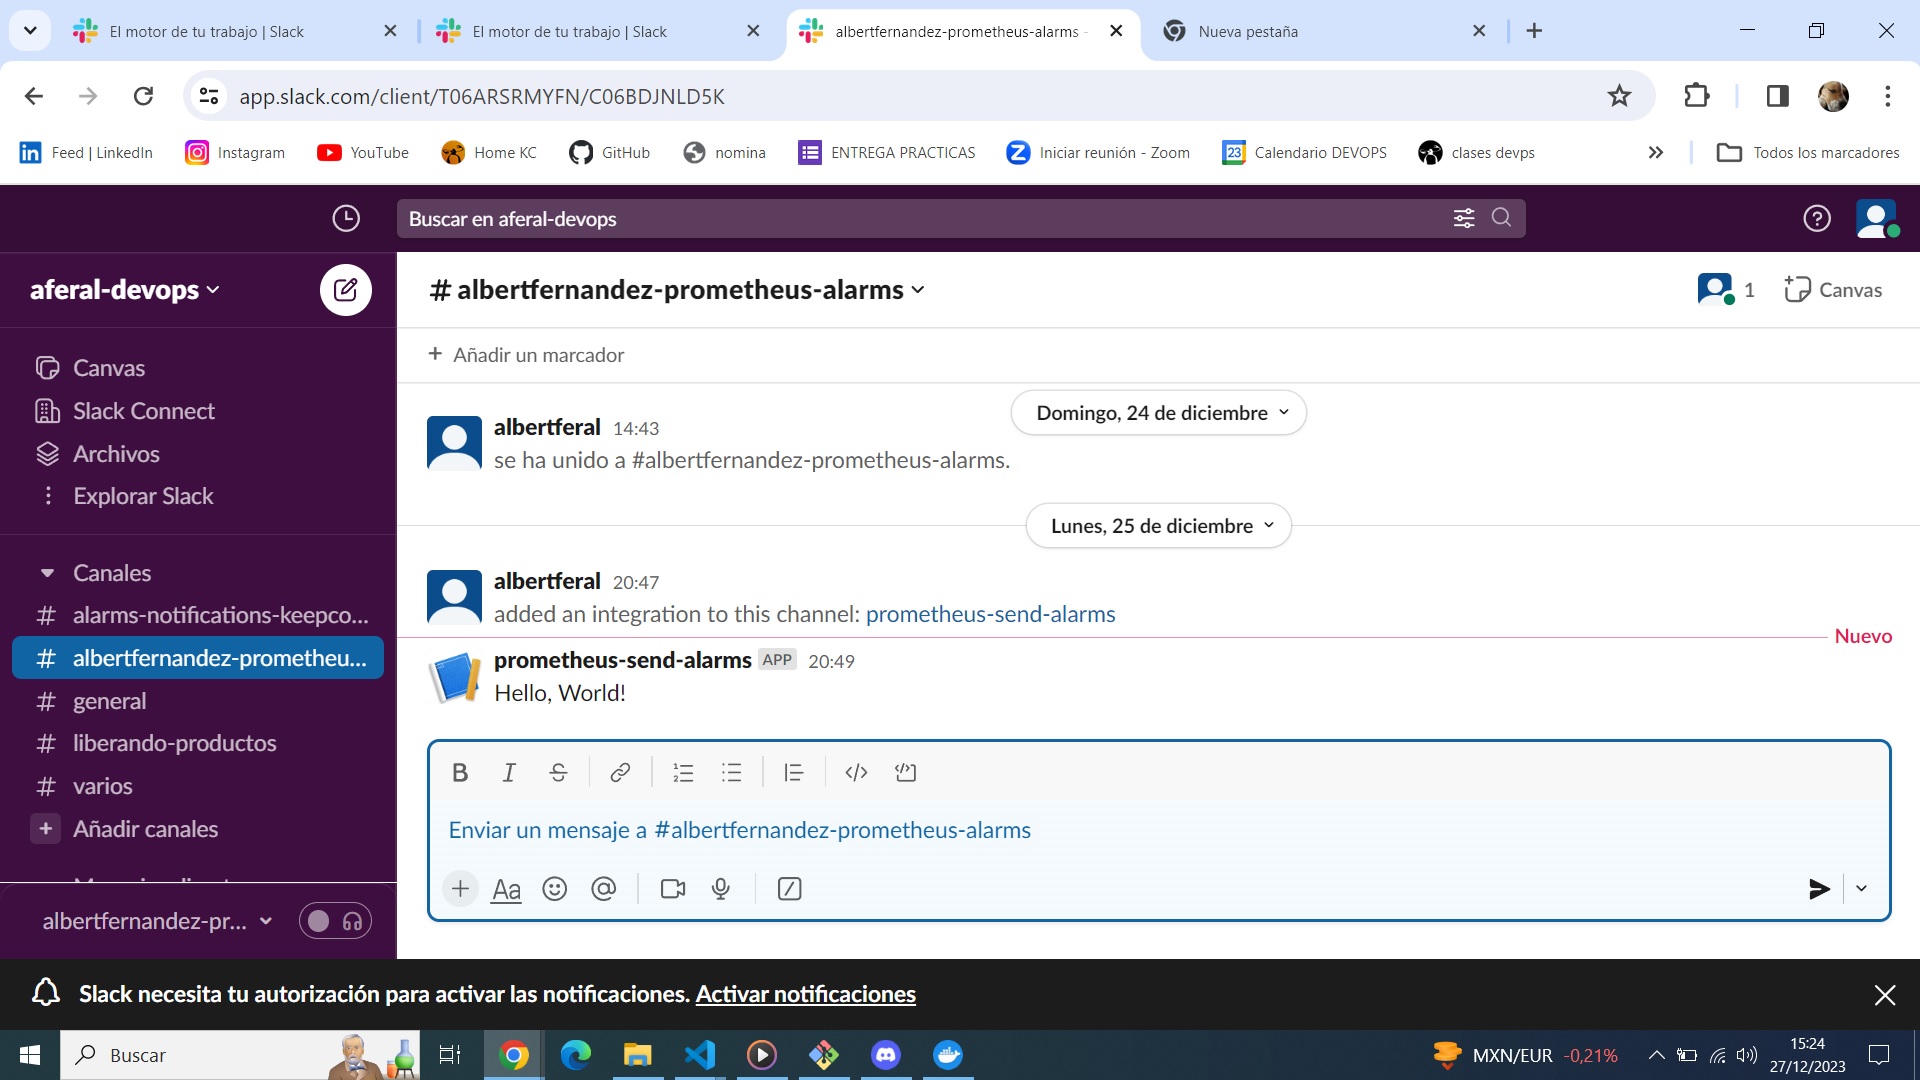 El motor de tu trabajo | Slack
El motor de tu trabajo | Slack
albertfernandez-prometheus-alarms -
Nueva pestaña
app.slack.com/client/T06ARSRMYFN/C06BDJNLD5K
Feed | LinkedIn
Instagram
YouTube
Home KC
GitHub
nomina
ENTREGA PRACTICAS
Iniciar reunión - Zoom
23
Calendario DEVOPS
clases devps
Todos los marcadores
Buscar en aferal-devops
aferal-devops
# albertfernandez-prometheus-alarms
1
Canvas
Añadir un marcador
Canvas
Slack Connect
Archivos
Explorar Slack
Canales
# alarms-notifications-keepco...
# albertfernandez-prometheu...
# general
# liberando-productos
# varios
+ Añadir canales
albertfernandez-pr...
Domingo, 24 de diciembre
albertferal 14:43
se ha unido a #albertfernandez-prometheus-alarms.
Lunes, 25 de diciembre
albertferal 20:47
added an integration to this channel: prometheus-send-alarms
Nuevo
prometheus-send-alarms APP 20:49
Hello, World!
Enviar un mensaje a #albertfernandez-prometheus-alarms
Aa
Slack necesita tu autorización para activar las notificaciones. Activar notificaciones
Buscar
MXN/EUR -0,21%
15:24
27/12/2023